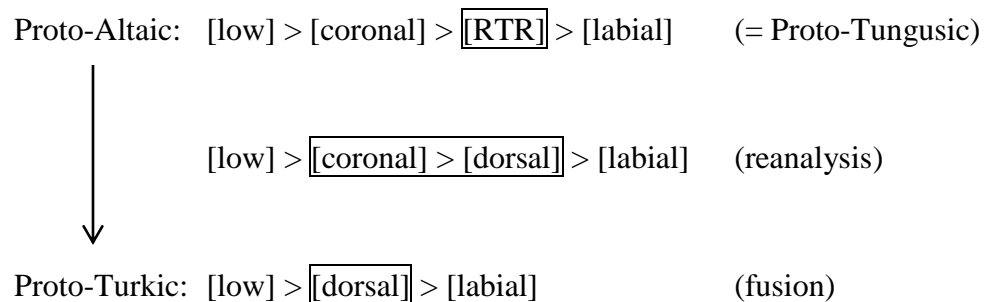 Proto-Altaic: [low] > [coronal] > [RTR] > [labial] (= Proto-Tungusic)
[low] > [coronal] > [dorsal] > [labial] (reanalysis)
Proto-Turkic: [low] > [dorsal] > [labial] (fusion)